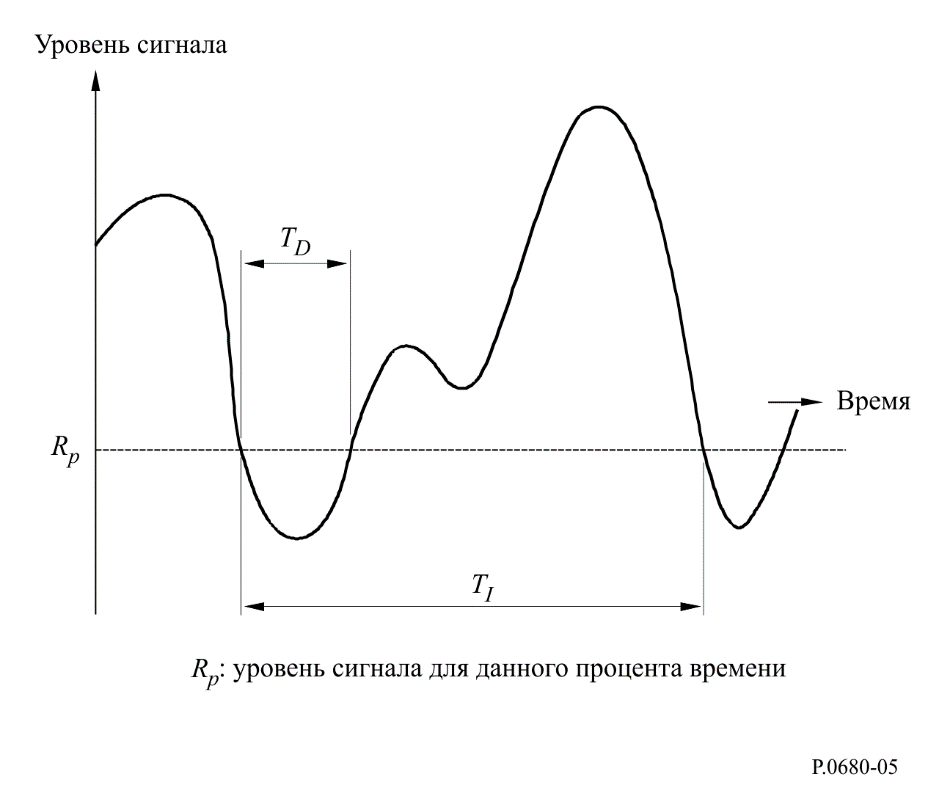 Уровень сигнала
T_D
Время
R_p
T_I
R_p: уровень сигнала для данного процента времени
P.0680-05